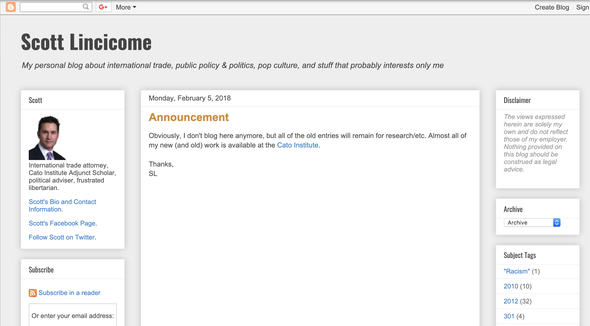 More
Create Blog
Sign
Scott Lincicome
My personal blog about international trade, public policy & politics, pop culture, and stuff that probably interests only me
Scott
International trade attorney,
Cato Institute Adjunct Scholar,
political adviser, frustrated
libertarian.
Scott's Bio and Contact
Information.
Scott's Facebook Page.
Follow Scott on Twitter.
Subscribe
Subscribe in a reader
Or enter your email address:
Monday, February 5, 2018
Announcement
Obviously, I don't blog here anymore, but all of the old entries will remain for research/etc. Almost all of
my new (and old) work is available at the Cato Institute.
Thanks,
SL
Disclaimer
The views expressed
herein are solely my
own and do not reflect
those of my employer.
Nothing provided on
this blog should be
construed as legal
advice.
Archive
Archive
Subject Tags
"Racism" (1)
2010 (10)
2012 (32)
301 (4)